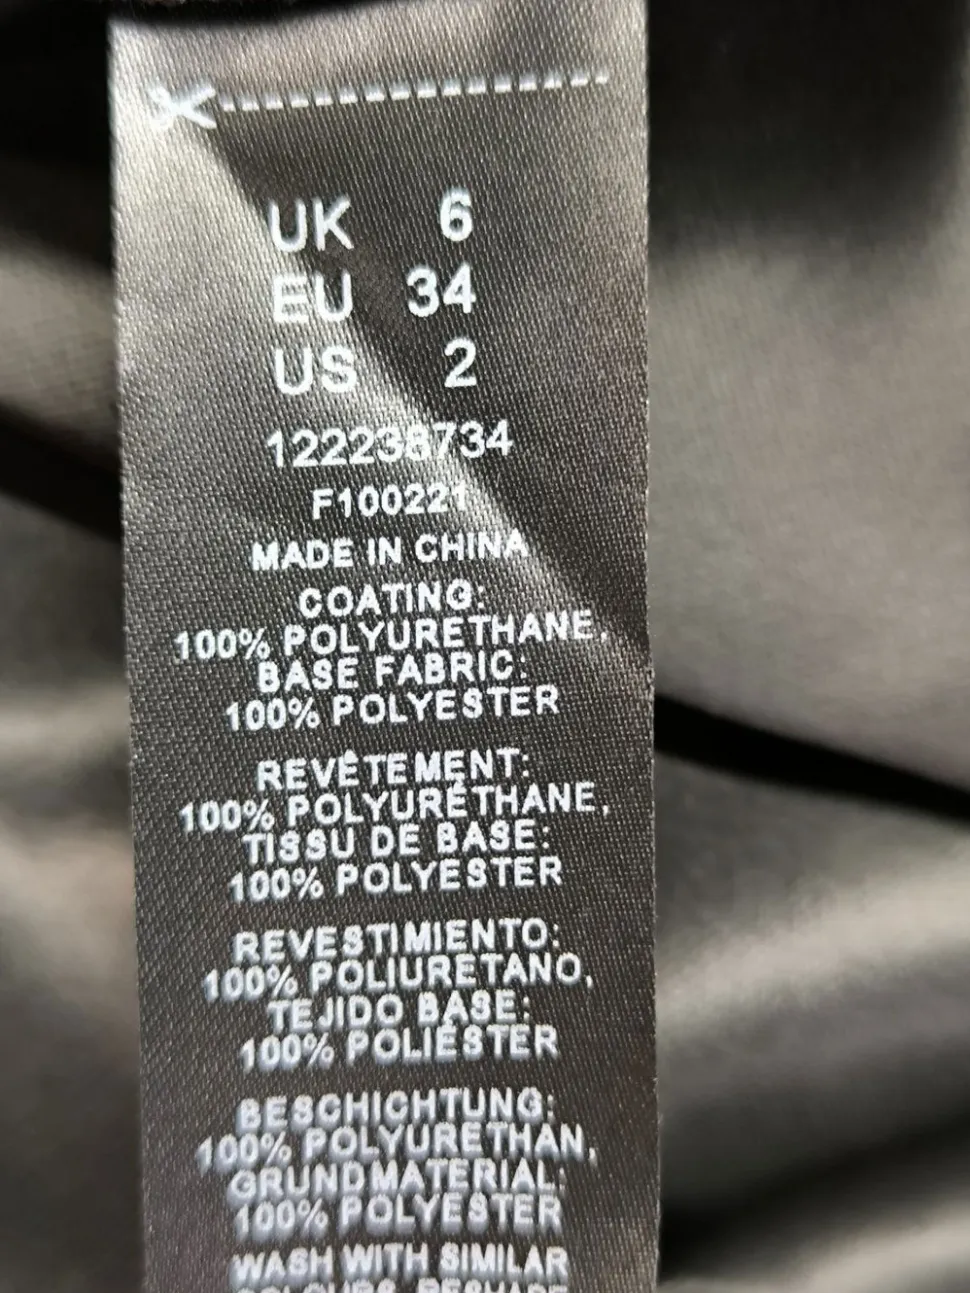 UK 6
EU 34
US 2
122238734
F100221
MADE IN CHINA
COATING:
100% POLYURETHANE,
BASE FABRIC:
100% POLYESTER
REVÊTEMENT:
100% POLYURÉTHANE,
TISSU DE BASE:
100% POLYESTER
REVESTIMIENTO:
100% POLIURETANO,
TEJIDO BASE:
100% POLIÉSTER
BESCHICHTUNG:
100% POLYURETHAN,
GRUNDMATERIAL:
100% POLYESTER
WASH WITH SIMILAR
COLOURS, RESHAPE